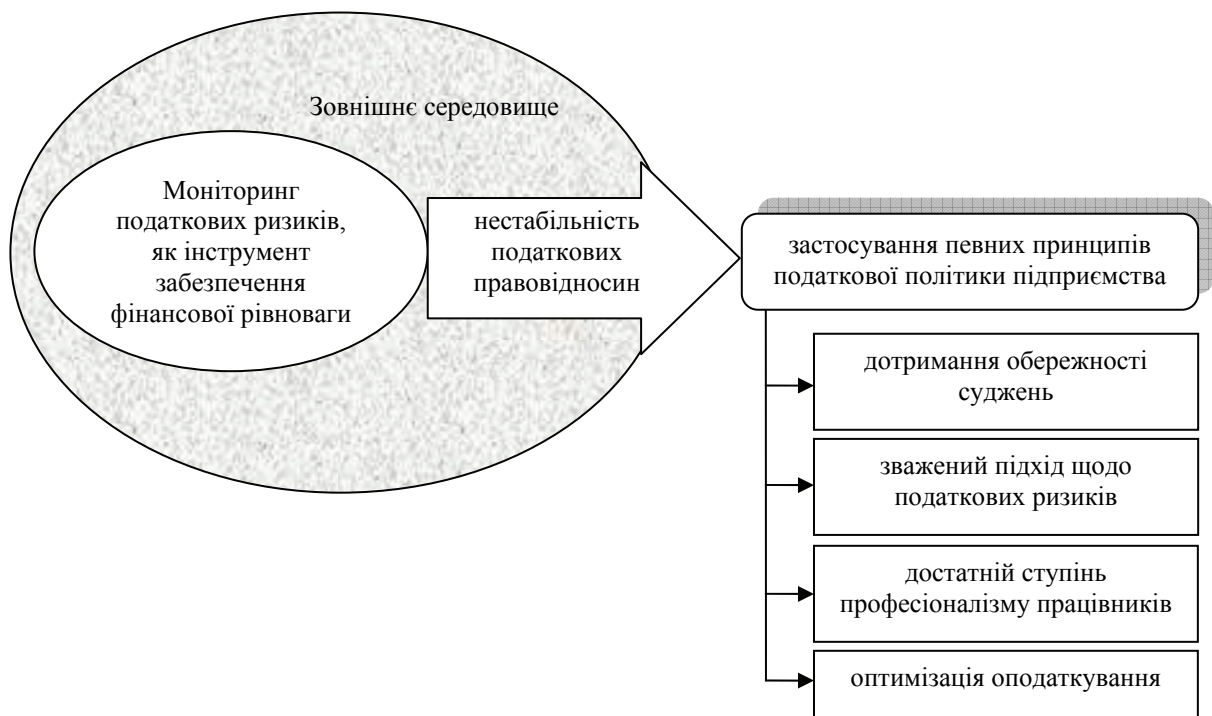 Зовнішнє середовище
Моніторинг
податкових ризиків,
як інструмент
забезпечення
фінансової рівноваги
нестабільність
податкових
правовідносин
застосування певних принципів
податкової політики підприємства
дотримання обережності
суджень
зважений підхід щодо
податкових ризиків
достатній ступінь
професіоналізму працівників
оптимізація оподаткування